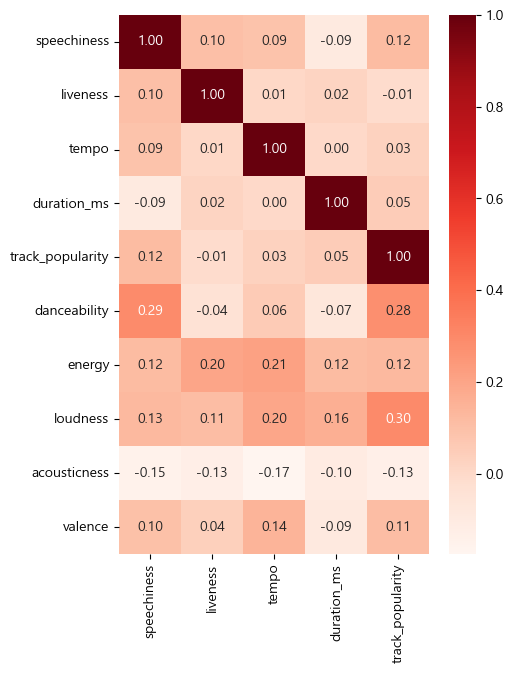 speechiness 1.00 0.10 0.09 -0.09 0.12
liveness 0.10 1.00 0.01 0.02 -0.01
tempo 0.09 0.01 1.00 0.00 0.03
duration_ms -0.09 0.02 0.00 1.00 0.05
track_popularity 0.12 -0.01 0.03 0.05 1.00
danceability 0.29 -0.04 0.06 -0.07 0.28
energy 0.12 0.20 0.21 0.12 0.12
loudness 0.13 0.11 0.20 0.16 0.30
acousticness -0.15 -0.13 -0.17 -0.10 -0.13
valence 0.10 0.04 0.14 -0.09 0.11
speechiness
liveness
tempo
duration_ms
track_popularity
1.0
0.8
0.6
0.4
0.2
0.0